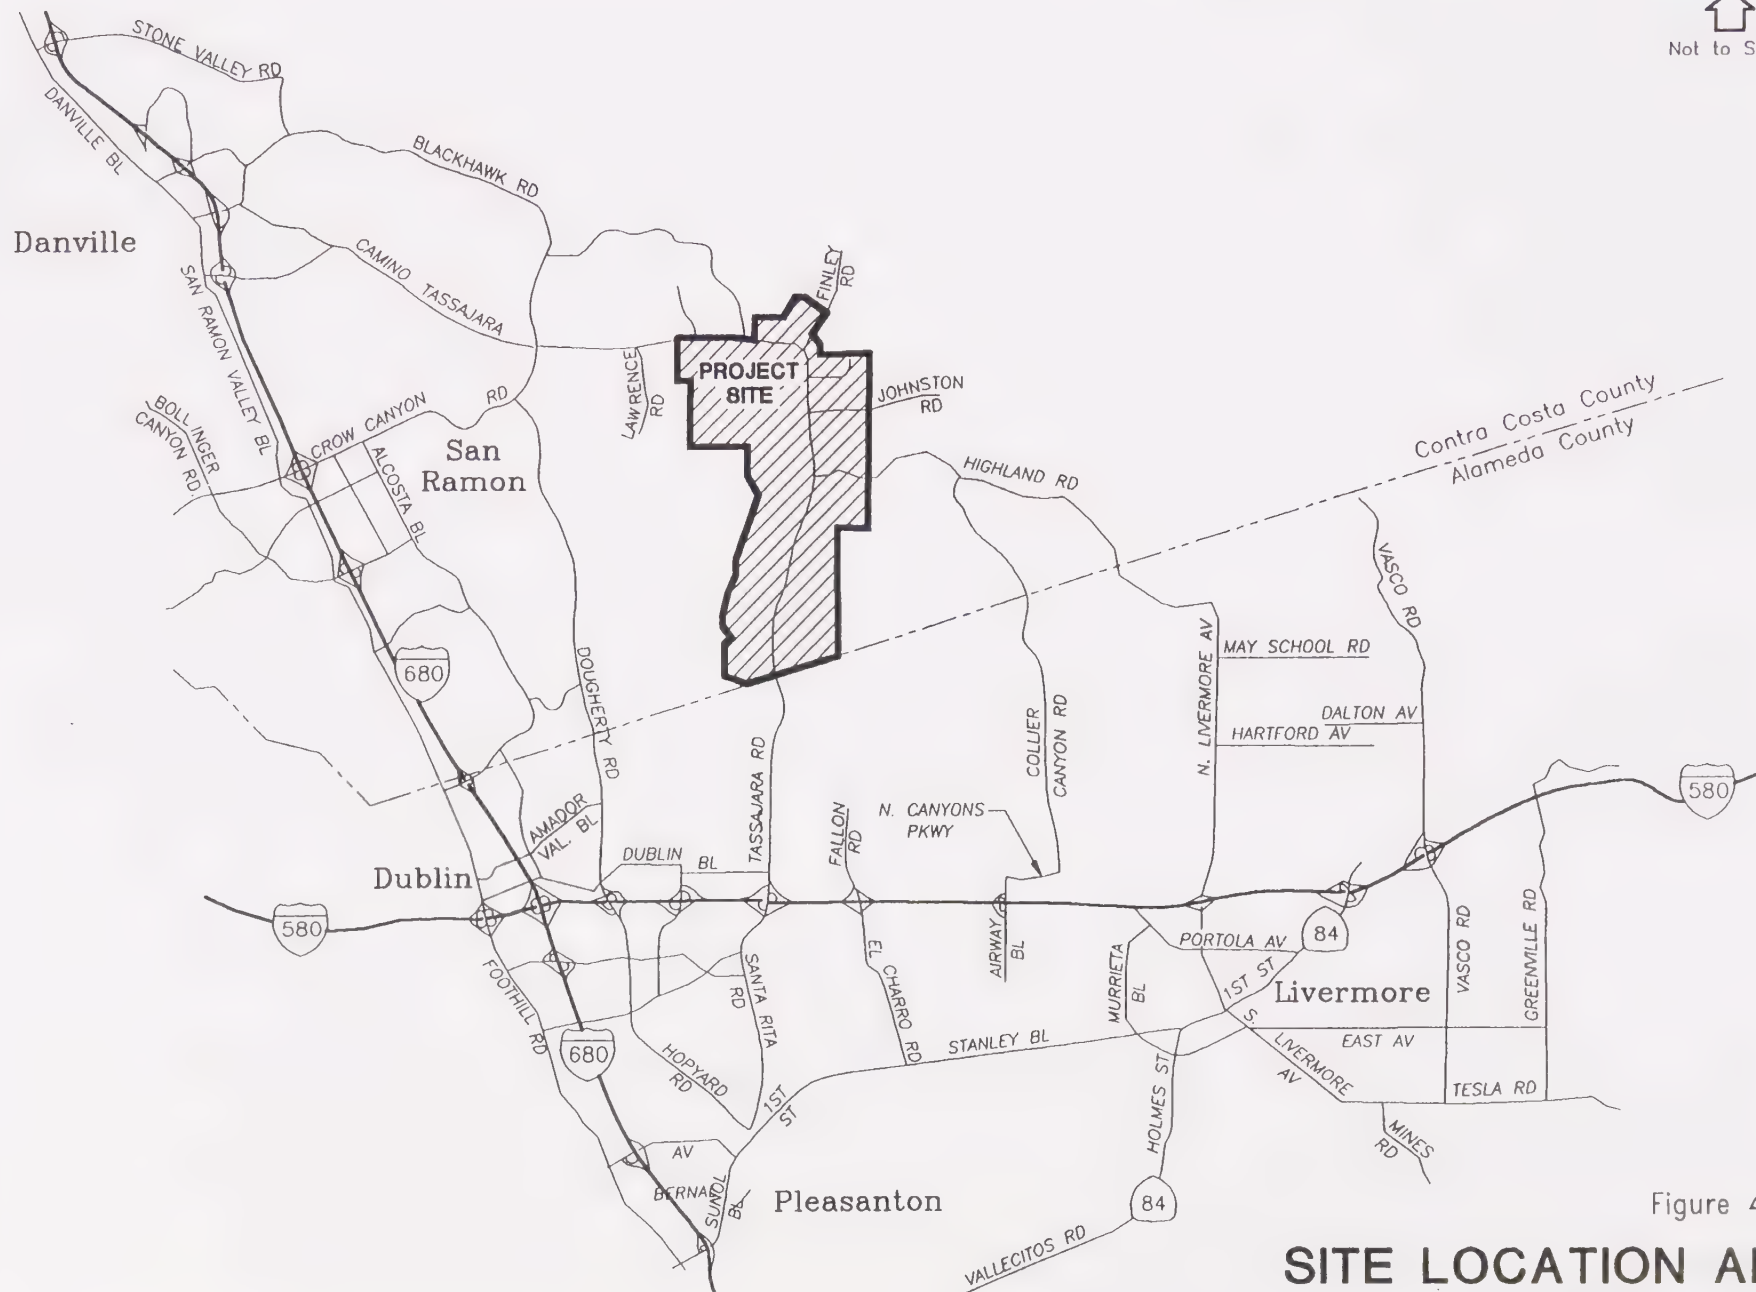 Not to S
STONE VALLEY RD
DANVILLE BL
BLACKHAWK RD
Danville
CAMINO TASSAJARA
FINLEY
RD
SAN RAMON VALLEY BL
LAWRENCE
RD
PROJECT
SITE
JOHNSTON
RD
BOLLINGER
CANYON RD.
CROW CANYON RD
ALCOSTA BL
San
Ramon
HIGHLAND RD
Contra Costa County
Alameda County
VASCO RD
680
DOUGHERTY RD
N. LIVERMORE AV
MAY SCHOOL RD
DALTON AV
HARTFORD AV
COLLIER
CANYON RD
TASSAJARA RD
580
AMADOR
VAL. BL
FALLON
RD
N. CANYONS
PKWY
DUBLIN BL
Dublin
580
84
PORTOLA AV
AIRWAY
BL
MURRIETA
BL
EL CHARRO RD
SANTA RITA
RD
FOOTHILL RD
1ST ST
Livermore
VASCO RD
GREENVILLE RD
680
HOPYARD
RD
STANLEY BL
S. LIVERMORE
AV
EAST AV
TESLA RD
1ST
ST
HOLMES ST
MINES
RD
BERNAL
AV
SUNOL
BL
Pleasanton
84
VALLECITOS RD
Figure 4
SITE LOCATION A